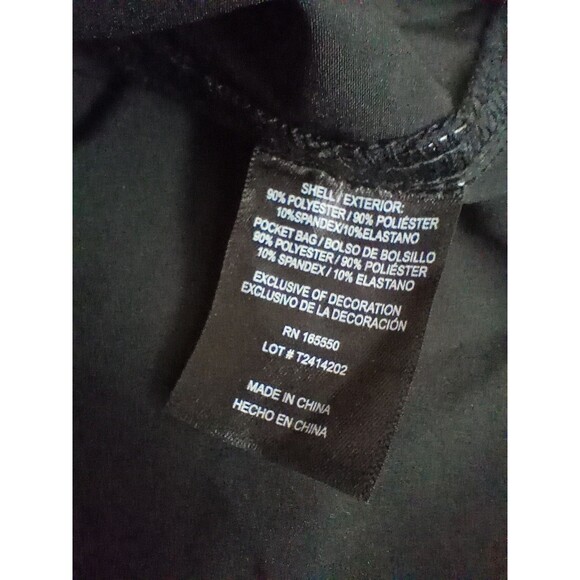 SHELL / EXTERIOR:
90% POLYESTER / 90% POLIÉSTER
10%SPANDEX/10%ELASTANO
POCKET BAG / BOLSO DE BOLSILLO
90% POLYESTER / 90% POLIÉSTER
10% SPANDEX / 10% ELASTANO
EXCLUSIVE OF DECORATION
EXCLUSIVO DE LA DECORACIÓN
RN 165550
LOT # T2414202
MADE IN CHINA
HECHO EN CHINA